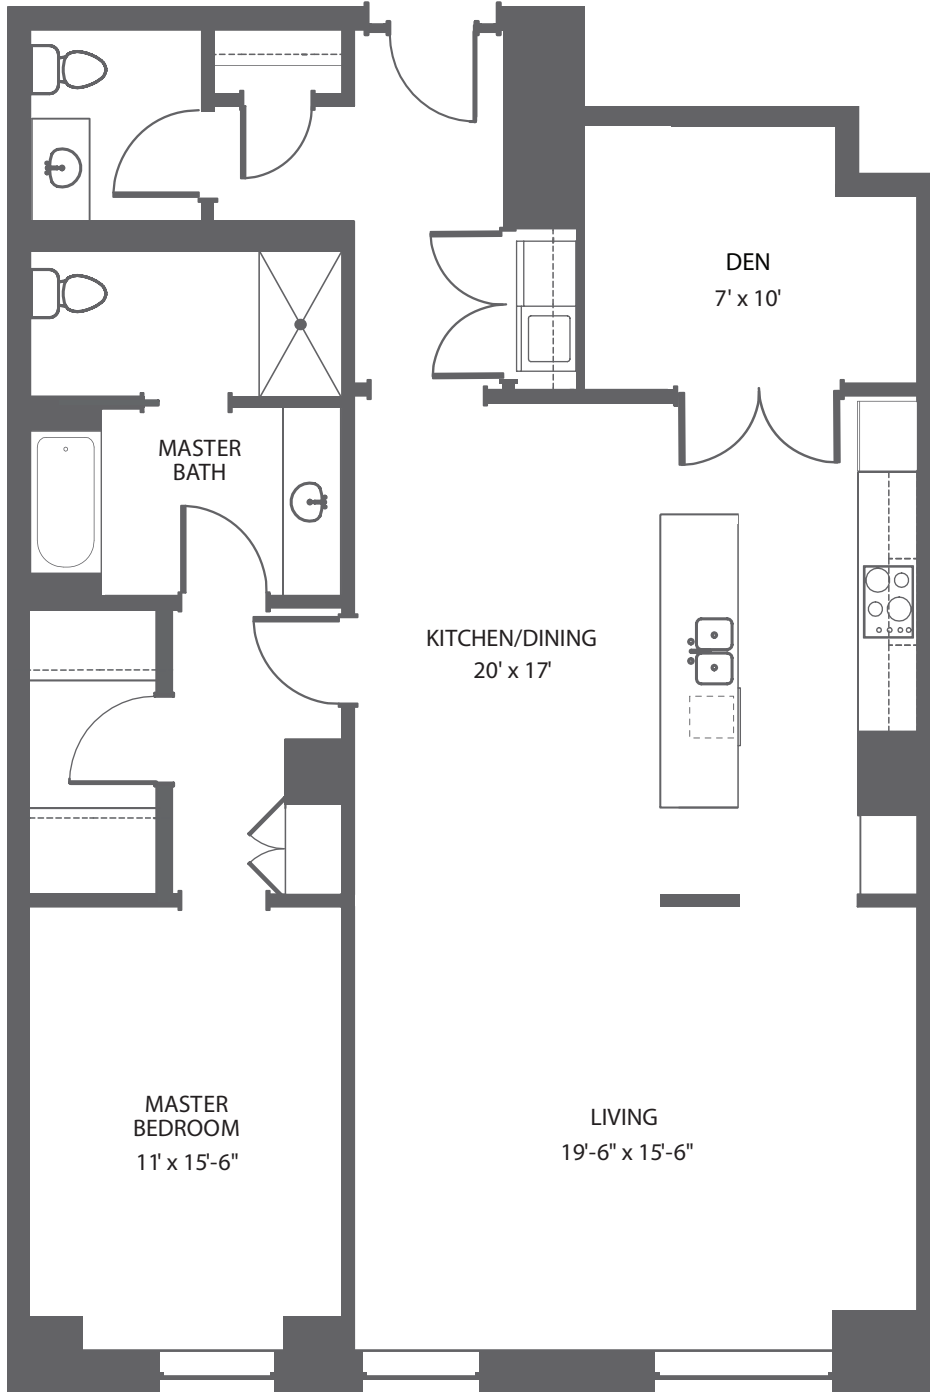 DEN
7' x 10'
MASTER
BATH
KITCHEN/DINING
20' x 17'
MASTER
BEDROOM
11' x 15'-6"
LIVING
19'-6" x 15'-6"